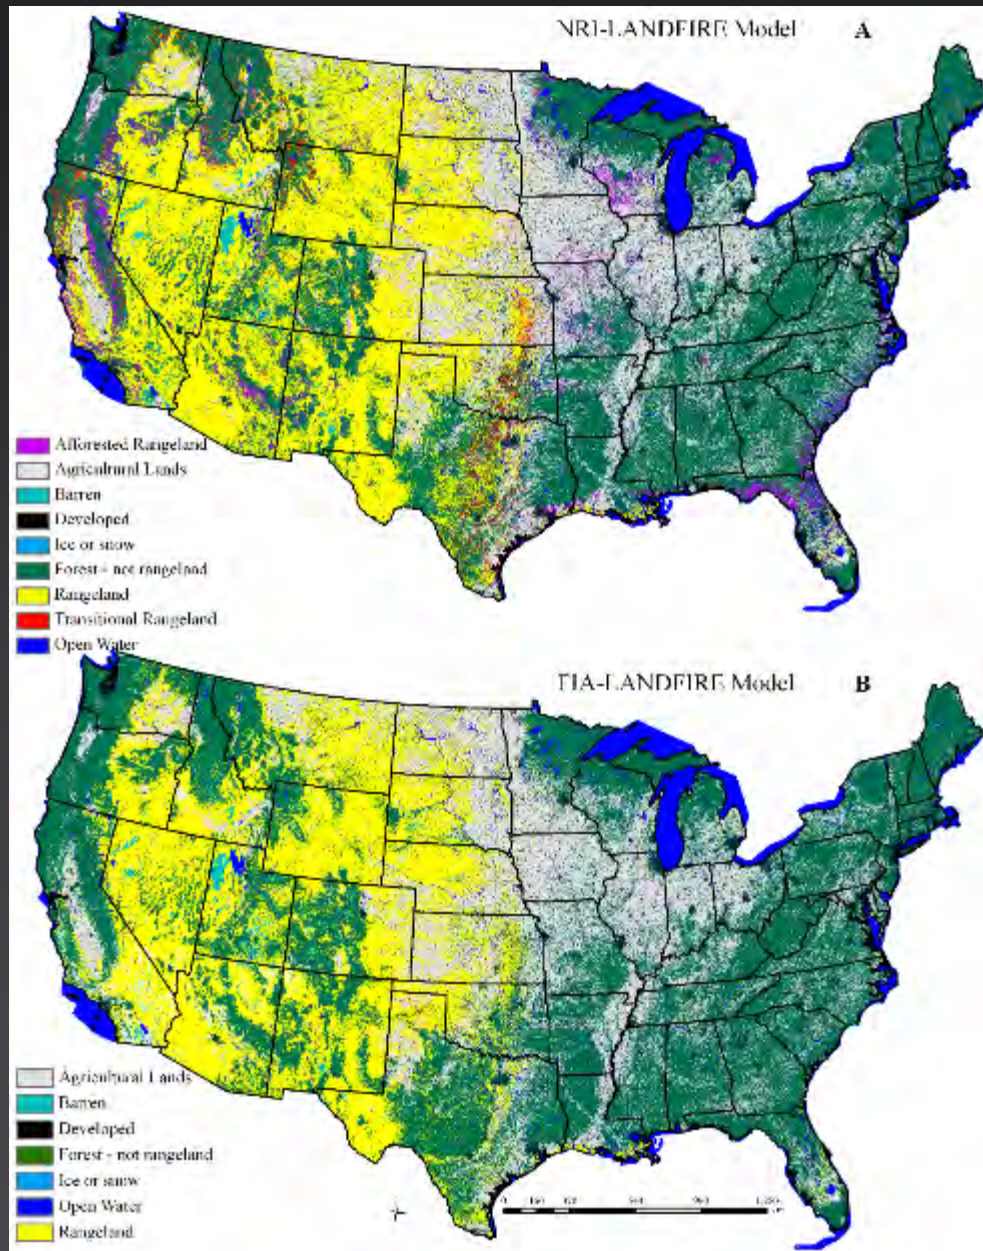 NRI-LANDFIRE Model A
Afforested Rangeland
Agricultural Lands
Barren
Developed
Ice or snow
Forest - not rangeland
Rangeland
Transitional Rangeland
Open Water
FIA-LANDFIRE Model B
Agricultural Lands
Barren
Developed
Forest - not rangeland
Ice or snow
Open Water
Rangeland
0